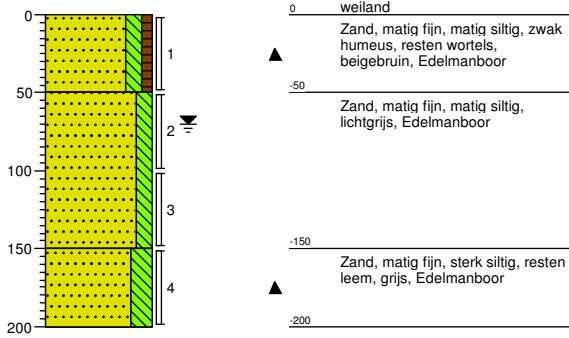 0
50
100
150
200
1
2
3
4
0
weiland
Zand, matig fijn, matig siltig, zwak
humeus, resten wortels,
beigebruin, Edelmanboor
-50
Zand, matig fijn, matig siltig,
lichtgrijs, Edelmanboor
-150
Zand, matig fijn, sterk siltig, resten
leem, grijs, Edelmanboor
-200